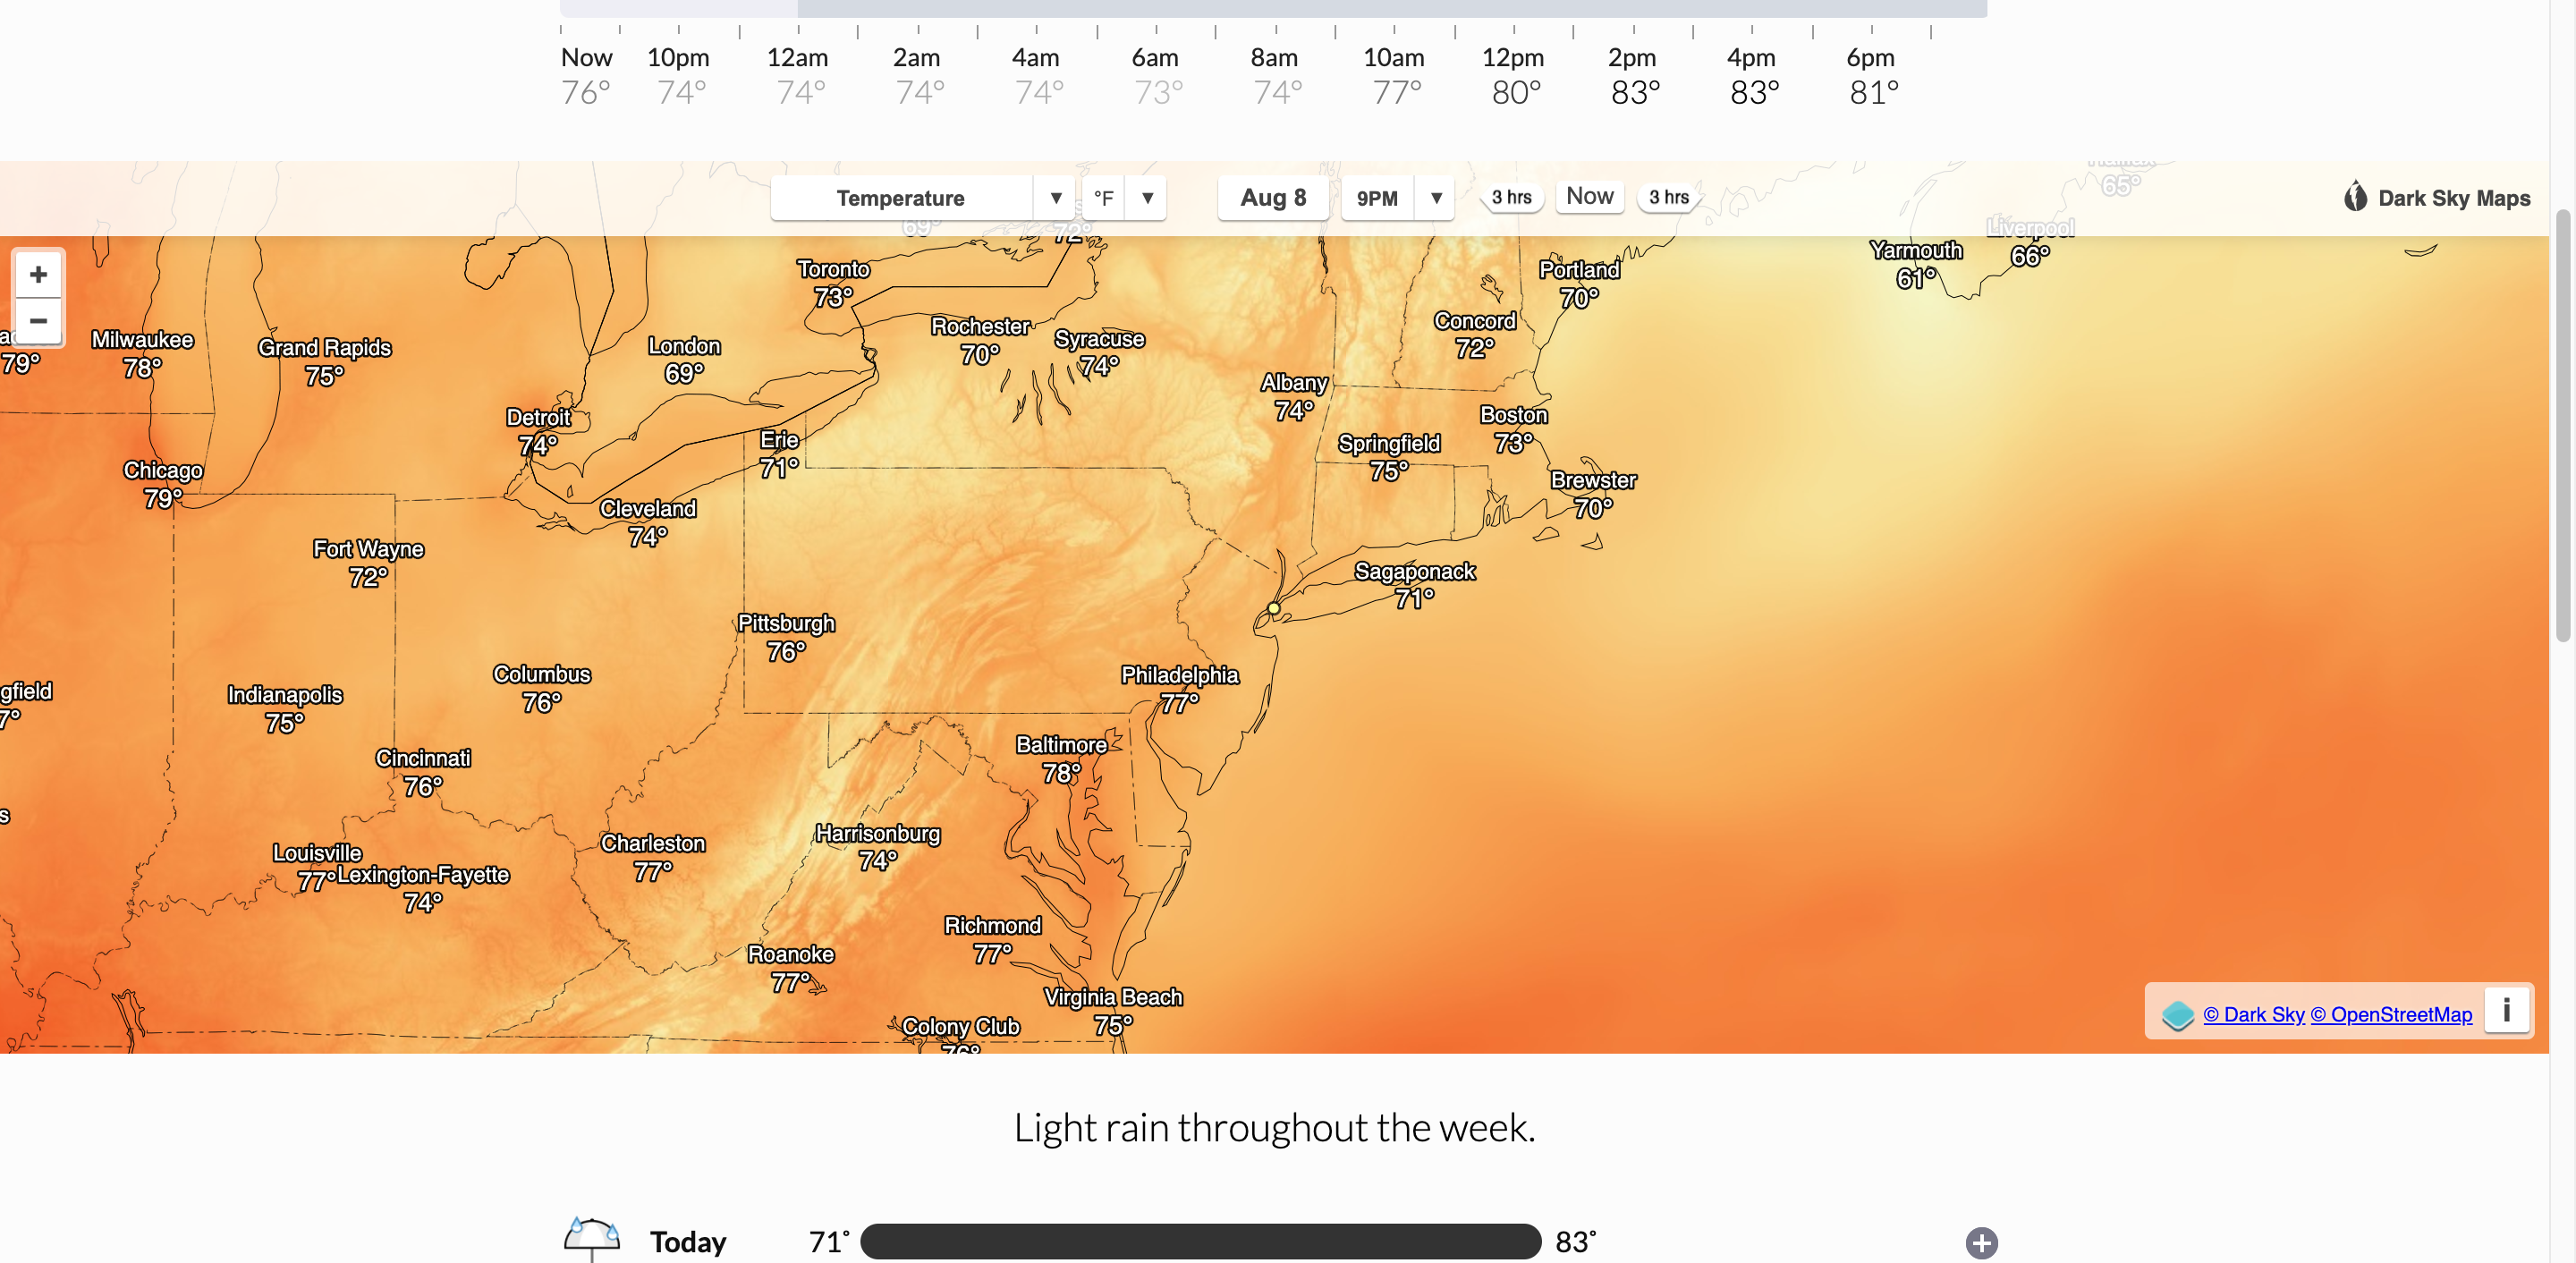 Now 10pm 12am 2am 4am 6am 8am 10am 12pm 2pm 4pm 6pm
76° 74° 74° 74° 74° 73° 74° 77° 80° 83° 83° 81°
Temperature ▼ °F ▼ Aug 8 9PM ▼ 3 hrs Now 3 hrs
Dark Sky Maps
65°
69°
72°
Liverpool
66°
Yarmouth
61°
+
−
Toronto
73°
Portland
70°
Rochester
70°
Syracuse
74°
Concord
72°
79°
Milwaukee
78°
Grand Rapids
75°
London
69°
Albany
74°
Detroit
74°
Boston
73°
Erie
71°
Springfield
75°
Chicago
79°
Brewster
70°
Cleveland
74°
Fort Wayne
72°
Sagaponack
71°
Pittsburgh
76°
Columbus
76°
Philadelphia
77°
gfield
7°
Indianapolis
75°
Baltimore
78°
Cincinnati
76°
s
Harrisonburg
74°
Charleston
77°
Louisville
77°
Lexington-Fayette
74°
Richmond
77°
Roanoke
77°
Virginia Beach
75°
Colony Club
76°
© Dark Sky © OpenStreetMap i
Light rain throughout the week.
Today 71° 83° +